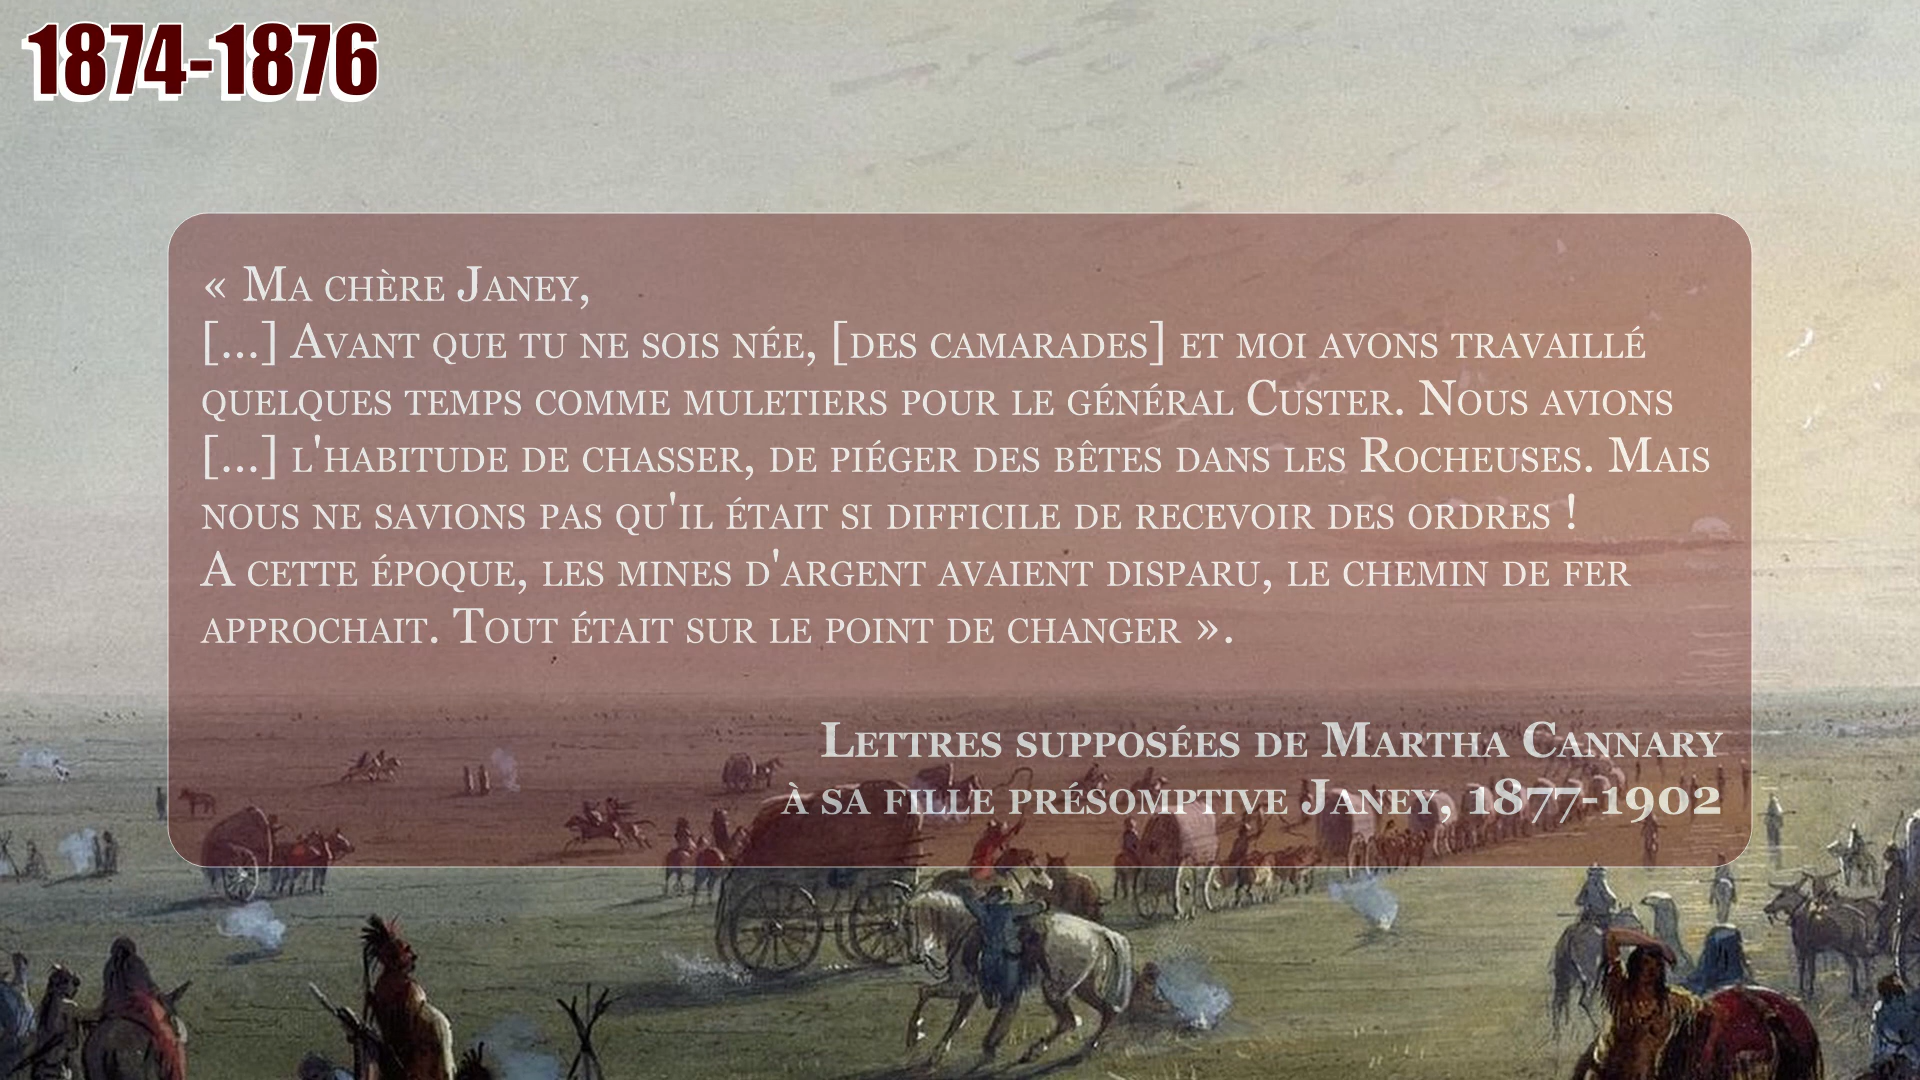 1874-1876
« Ma chère Janey,
[...] Avant que tu ne sois née, [des camarades] et moi avons travaillé
quelques temps comme muletiers pour le général Custer. Nous avions
[...] l'habitude de chasser, de piéger des bêtes dans les Rocheuses. Mais
nous ne savions pas qu'il était si difficile de recevoir des ordres !
A cette époque, les mines d'argent avaient disparu, le chemin de fer
approchait. Tout était sur le point de changer ».
Lettres supposées de Martha Cannary
à sa fille présomptive Janey, 1877-1902